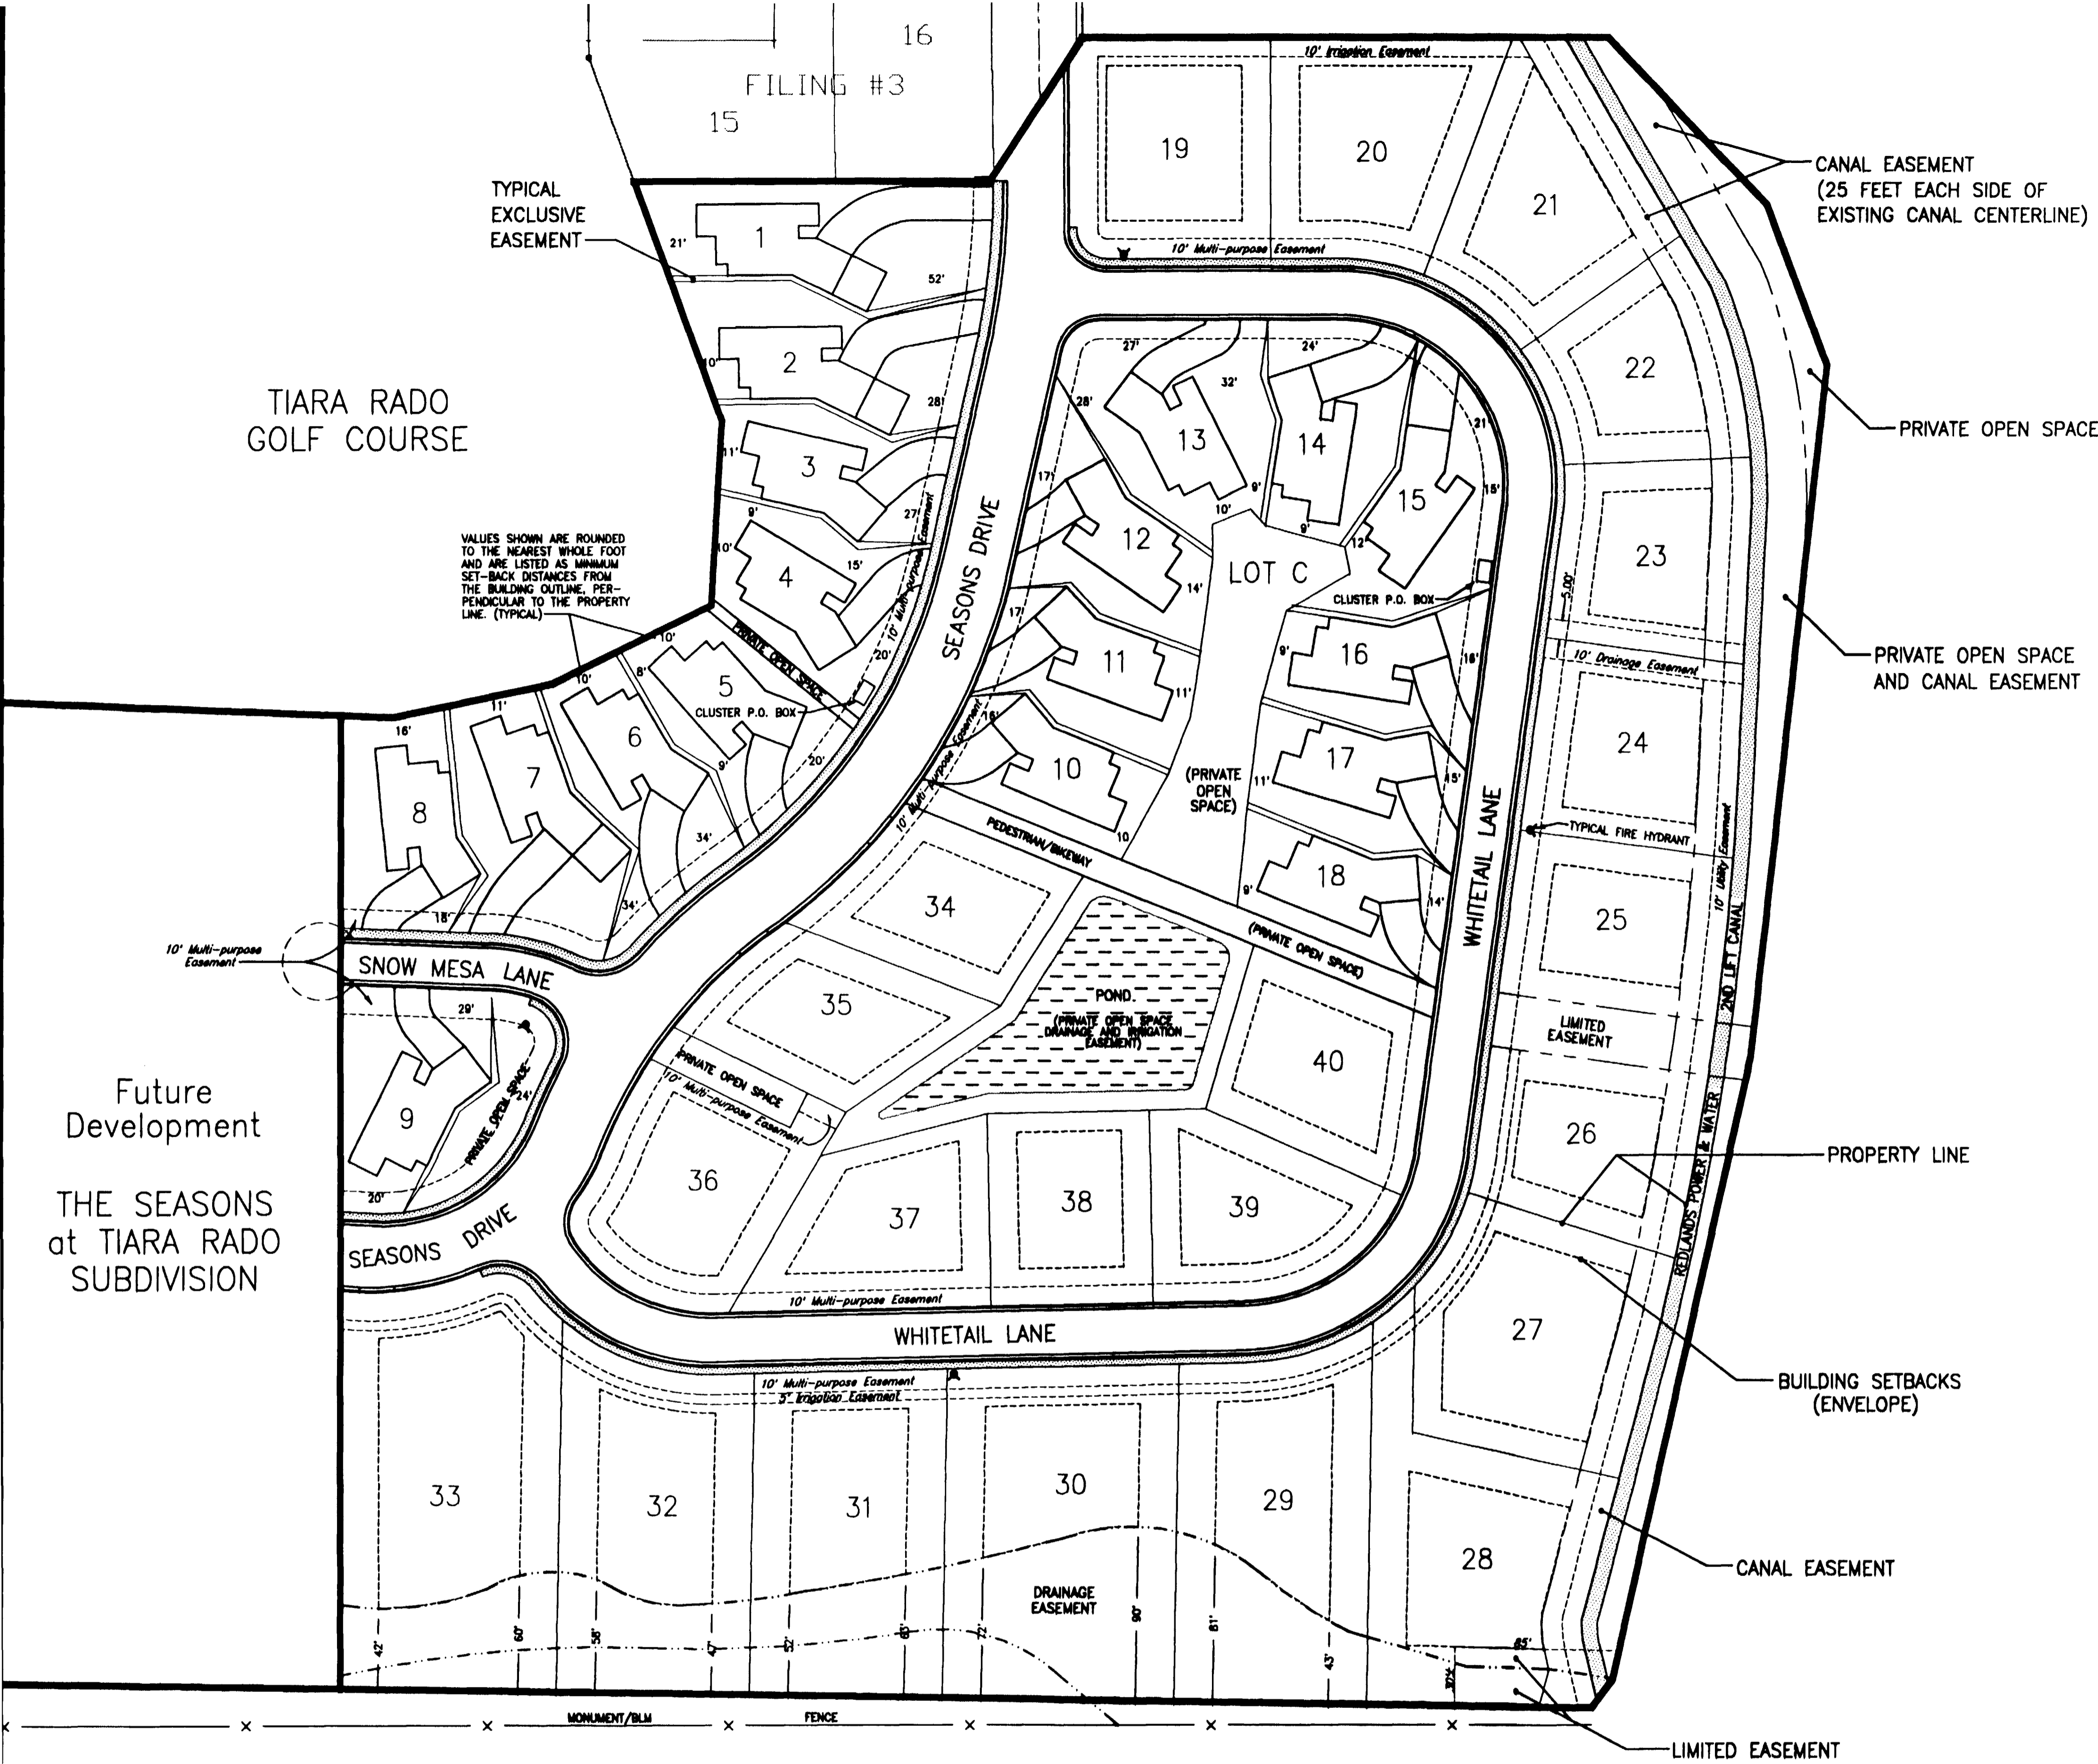 16
FILING #3
15
10' Irrigation Easement
19
20
21
CANAL EASEMENT
(25 FEET EACH SIDE OF
EXISTING CANAL CENTERLINE)
TYPICAL
EXCLUSIVE
EASEMENT
21'
1
52'
10' Multi-purpose Easement
10'
2
28'
22
PRIVATE OPEN SPACE
TIARA RADO
GOLF COURSE
27'
32'
24'
28'
13
14
21'
11'
3
27'
9'
17'
9'
10'
9'
12'
15
15'
VALUES SHOWN ARE ROUNDED
TO THE NEAREST WHOLE FOOT
AND ARE LISTED AS MINIMUM
SET-BACK DISTANCES FROM
THE BUILDING OUTLINE, PER-
PENDICULAR TO THE PROPERTY
LINE. (TYPICAL)
10'
4
15'
10' Multi-purpose Easement
SEASONS DRIVE
12
14'
LOT C
CLUSTER P.O. BOX
23
5.00'
PRIVATE OPEN SPACE
20'
17'
11
11'
9'
16
16'
10' Drainage Easement
PRIVATE OPEN SPACE
AND CANAL EASEMENT
10'
8'
5
CLUSTER P.O. BOX
9'
20'
10'
6
34'
11'
7
34'
16'
8
18'
16'
10
10
10' Multi-Purpose Easement
(PRIVATE
OPEN
SPACE)
11'
17
15'
24
TYPICAL FIRE HYDRANT
10' Utility Easement
PEDESTRIAN/BIKEWAY
(PRIVATE OPEN SPACE)
9'
18
14'
WHITETAIL LANE
25
2ND LIFT CANAL
34
10' Multi-purpose
Easement
SNOW MESA LANE
29'
35
POND
(PRIVATE OPEN SPACE
DRAINAGE AND IRRIGATION
EASEMENT)
40
LIMITED
EASEMENT
Future
Development
THE SEASONS
at TIARA RADO
SUBDIVISION
9
20'
24'
PRIVATE OPEN SPACE
PRIVATE OPEN SPACE
10' Multi-purpose Easement
36
37
38
39
26
REDLANDS POWER & WATER
PROPERTY LINE
SEASONS DRIVE
10' Multi-purpose Easement
WHITETAIL LANE
27
BUILDING SETBACKS
(ENVELOPE)
10' Multi-purpose Easement
5' Irrigation Easement
33
32
31
30
29
28
CANAL EASEMENT
DRAINAGE
EASEMENT
42'
60'
58'
47'
52'
63'
72'
90'
81'
43'
85'
MONUMENT/BLM
FENCE
LIMITED EASEMENT